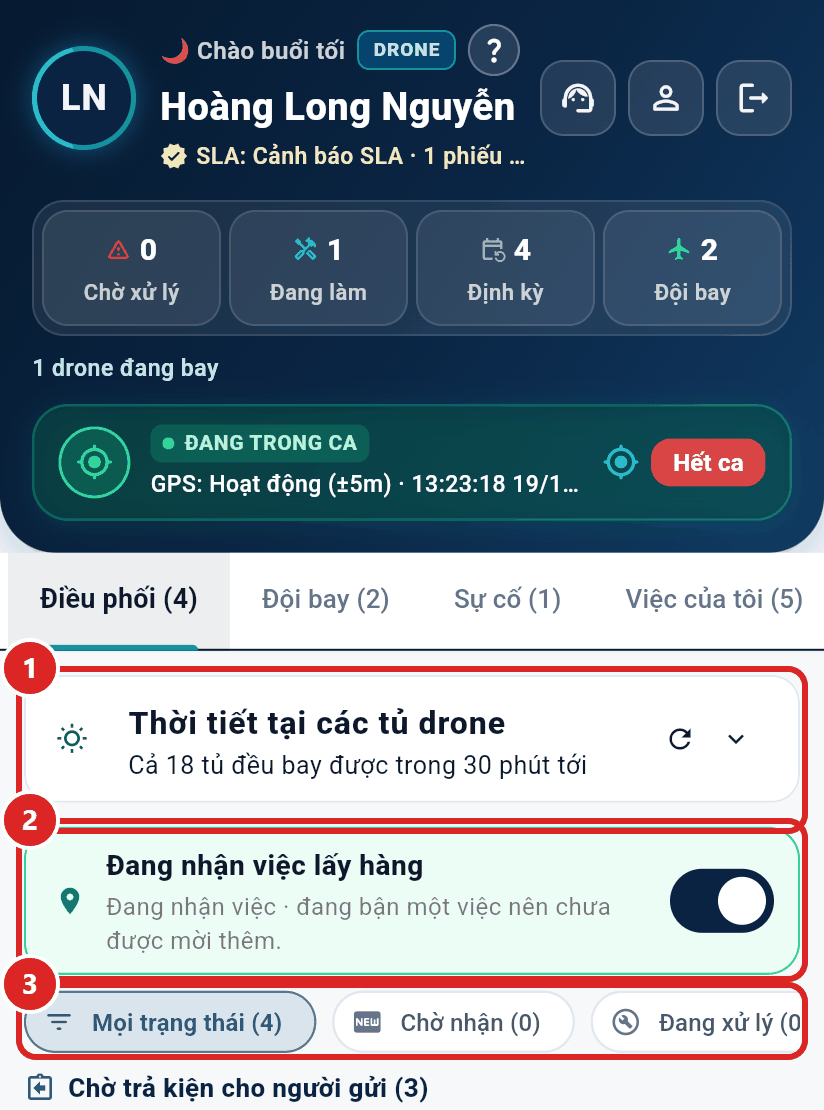 LN
Chào buổi tối
DRONE
?
Hoàng Long Nguyễn
SLA: Cảnh báo SLA · 1 phiếu ...
0
Chờ xử lý
1
Đang làm
4
Định kỳ
2
Đội bay
1 drone đang bay
ĐANG TRONG CA
GPS: Hoạt động (±5m) · 13:23:18 19/1...
Hết ca
Điều phối (4)
Đội bay (2)
Sự cố (1)
Việc của tôi (5)
1
Thời tiết tại các tủ drone
Cả 18 tủ đều bay được trong 30 phút tới
2
Đang nhận việc lấy hàng
Đang nhận việc · đang bận một việc nên chưa
được mời thêm.
3
Mọi trạng thái (4)
NEW
Chờ nhận (0)
Đang xử lý (0
Chờ trả kiện cho người gửi (3)